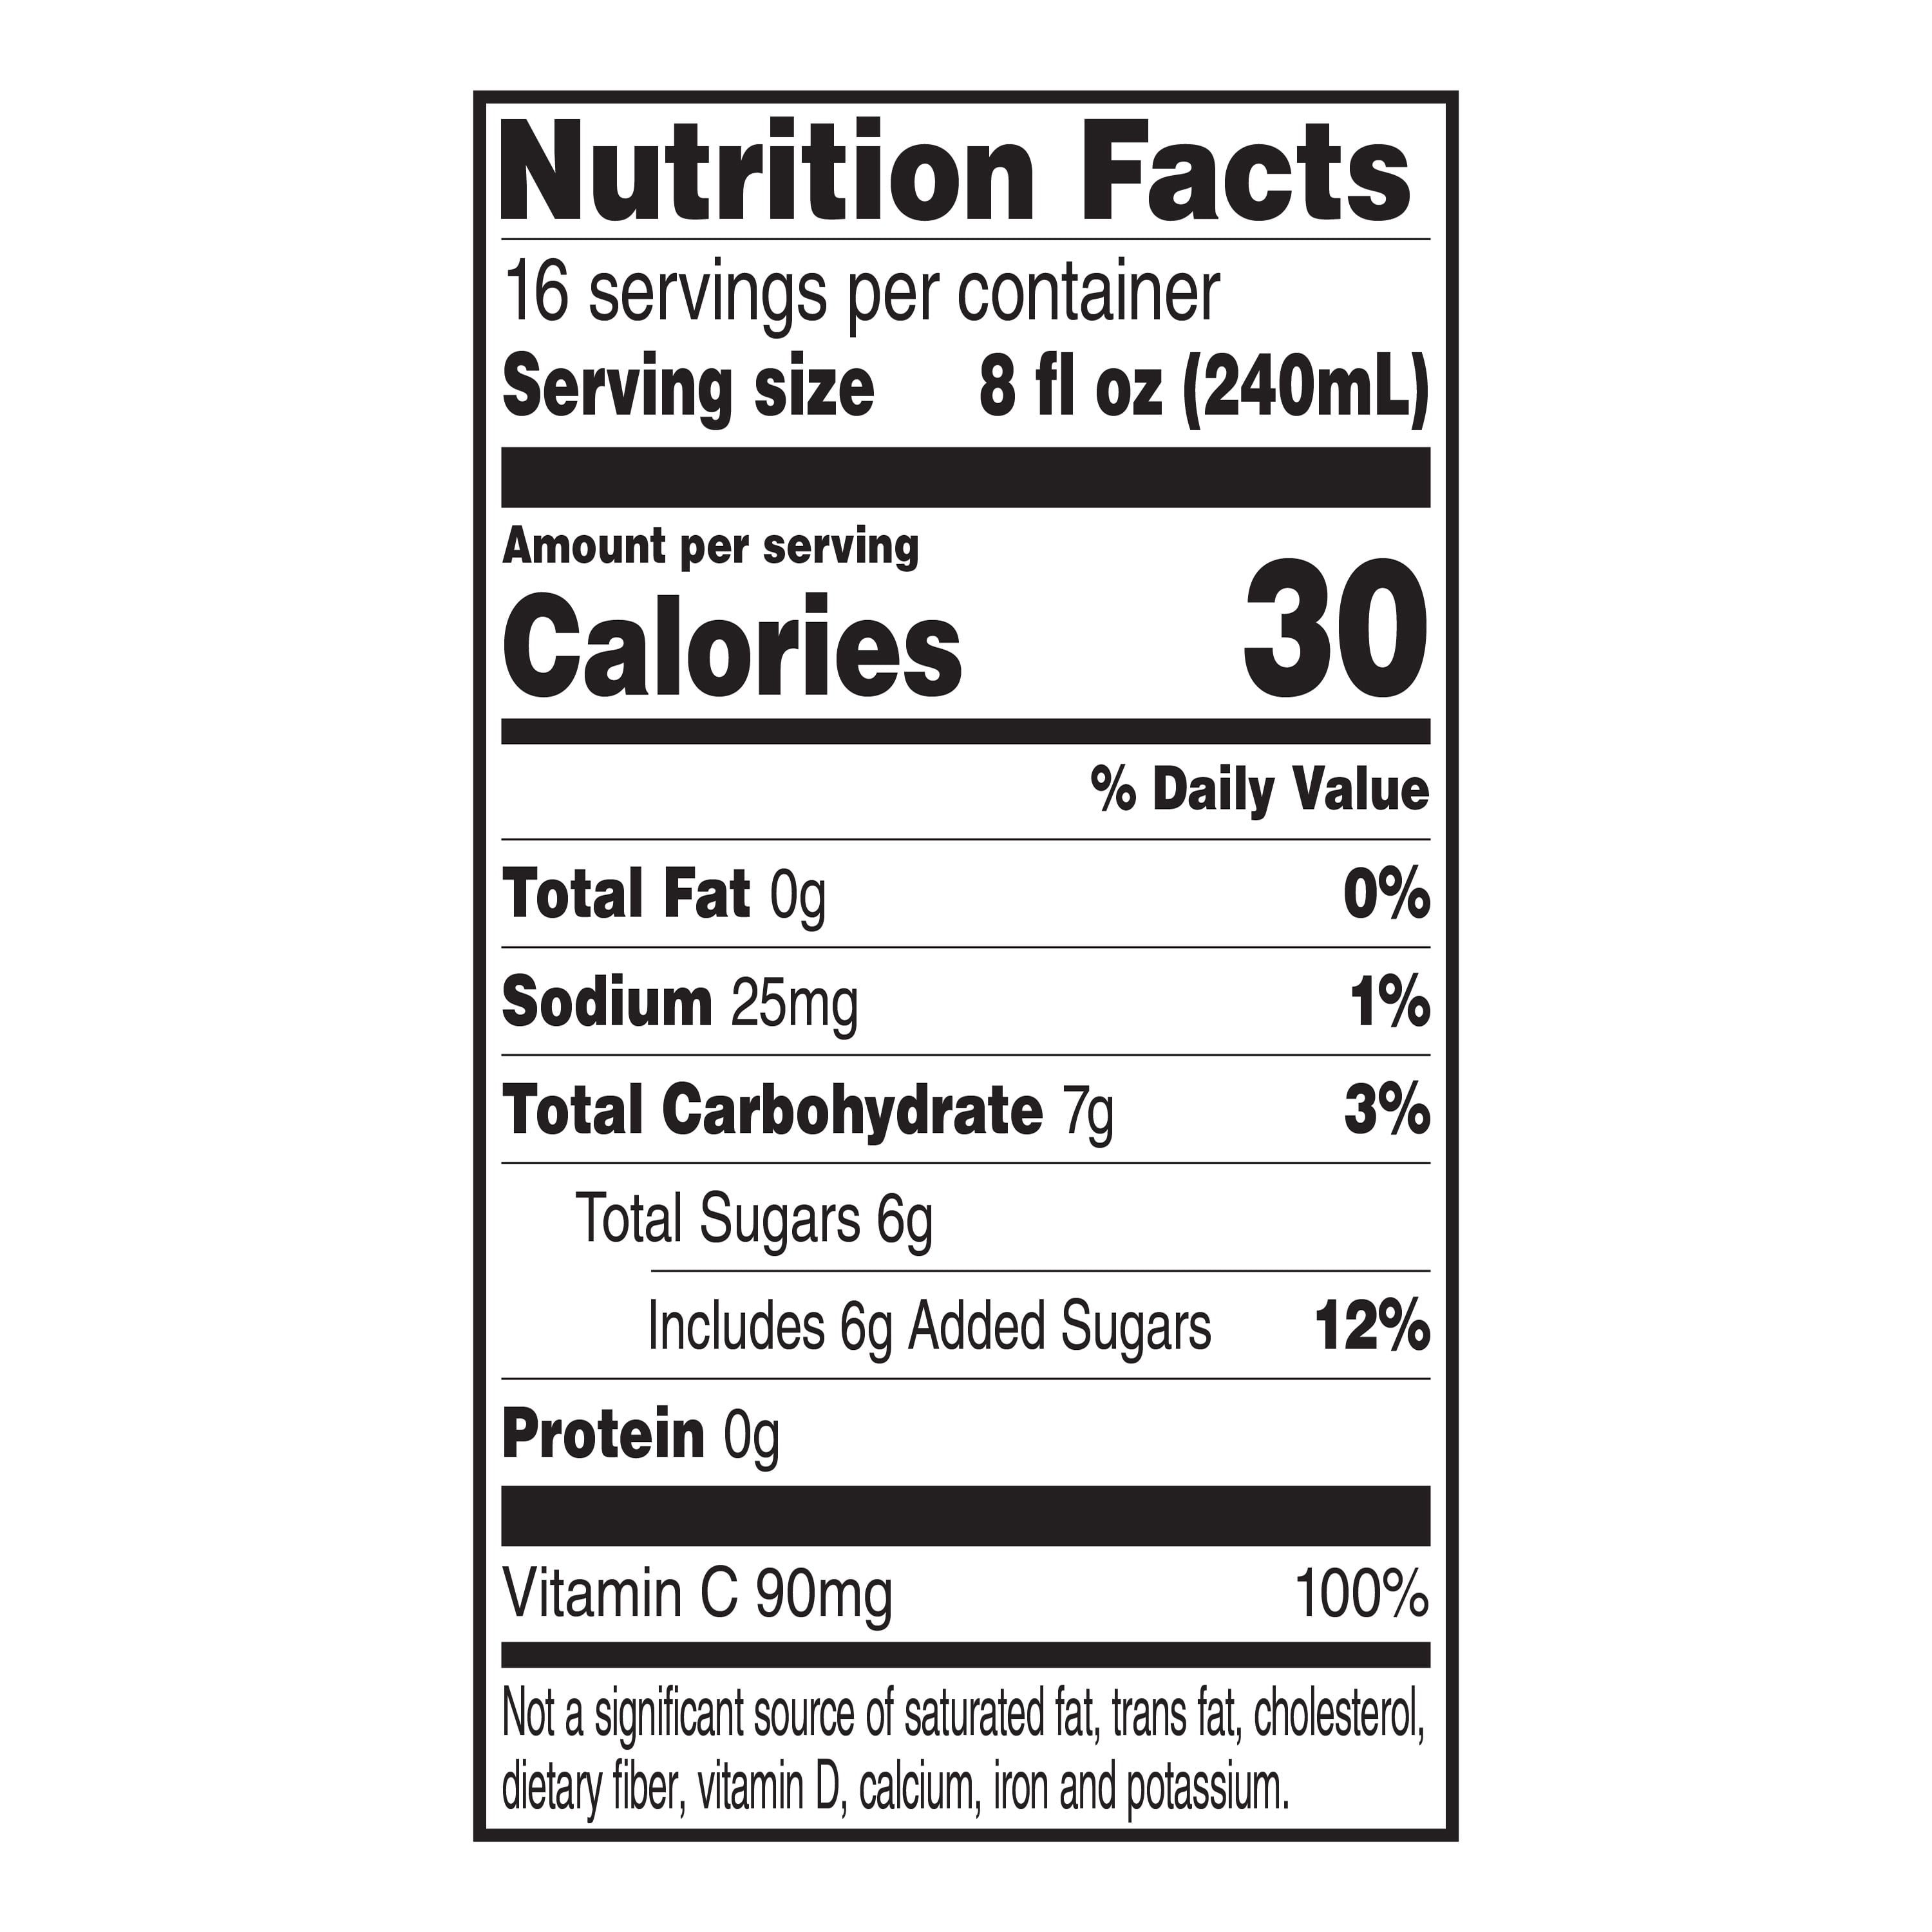 Nutrition Facts
16 servings per container
Serving size 8 fl oz (240mL)
Amount per serving
Calories 30
% Daily Value
Total Fat 0g 0%
Sodium 25mg 1%
Total Carbohydrate 7g 3%
Total Sugars 6g
Includes 6g Added Sugars 12%
Protein 0g
Vitamin C 90mg 100%
Not a significant source of saturated fat, trans fat, cholesterol,
dietary fiber, vitamin D, calcium, iron and potassium.